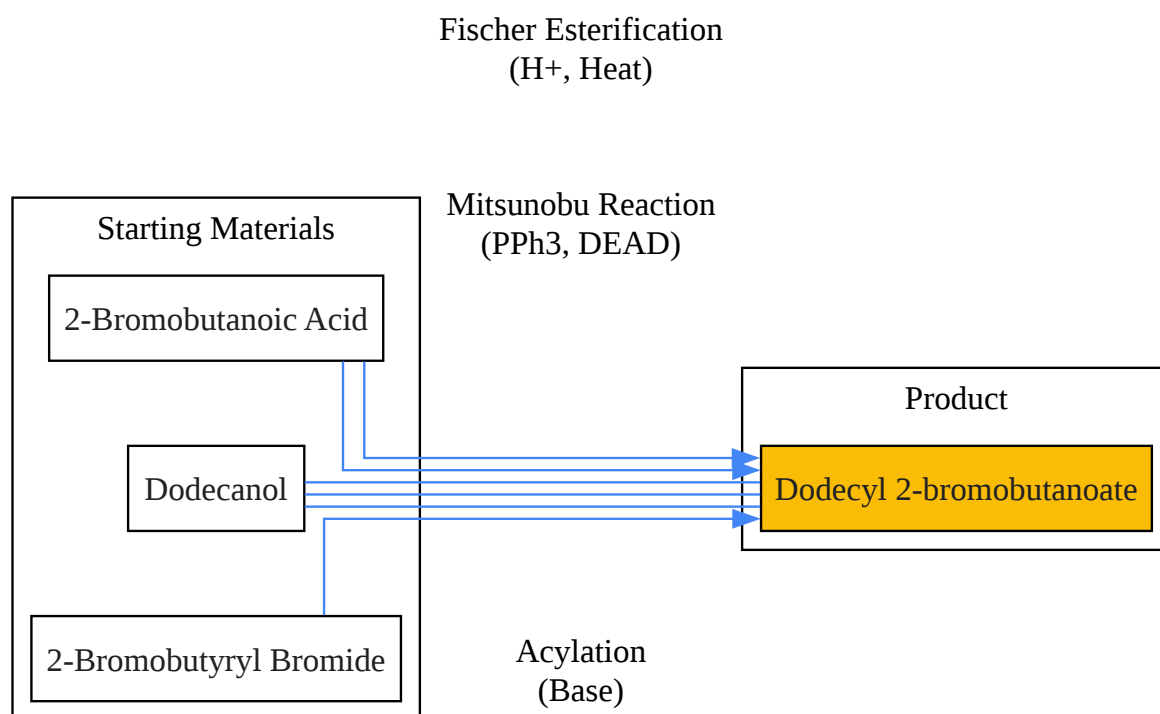 Fischer Esterification
(H+, Heat)
Mitsunobu Reaction
(PPh3, DEAD)
Starting Materials
2-Bromobutanoic Acid
Product
Dodecanol
Dodecyl 2-bromobutanoate
2-Bromobutyryl Bromide
Acylation
(Base)